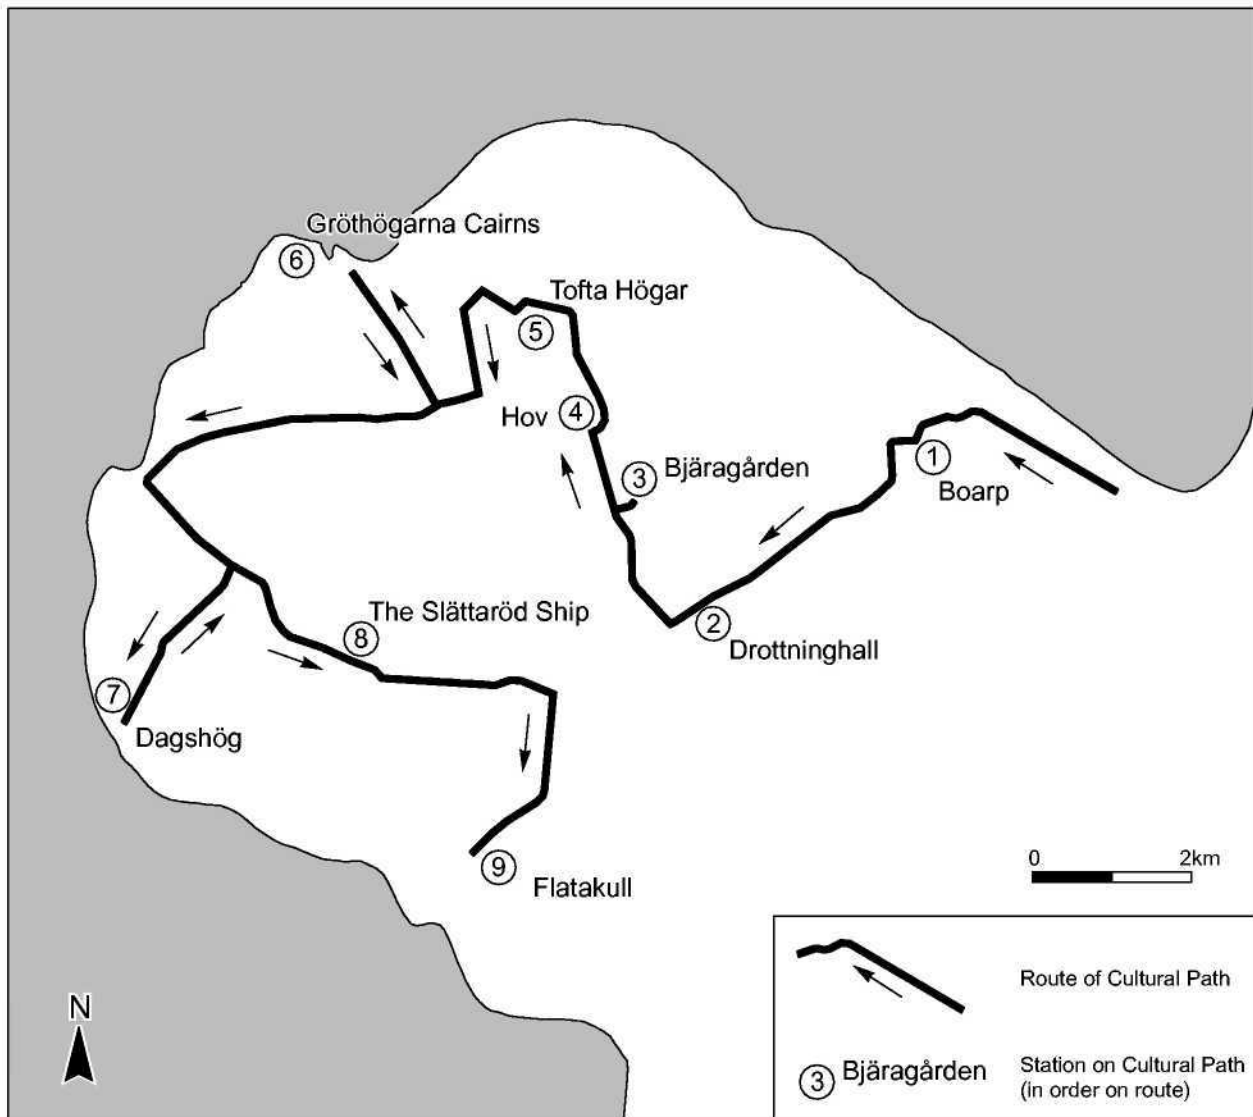 Gröthögarna Cairns
6
Tofta Högar
5
Hov 4
3 Bjäragården
1
Boarp
2
Drottninghall
The Slättaröd Ship
8
7
Dagshög
9
Flatakull
0 2km
N
Route of Cultural Path
3 Bjäragården
Station on Cultural Path
(in order on route)